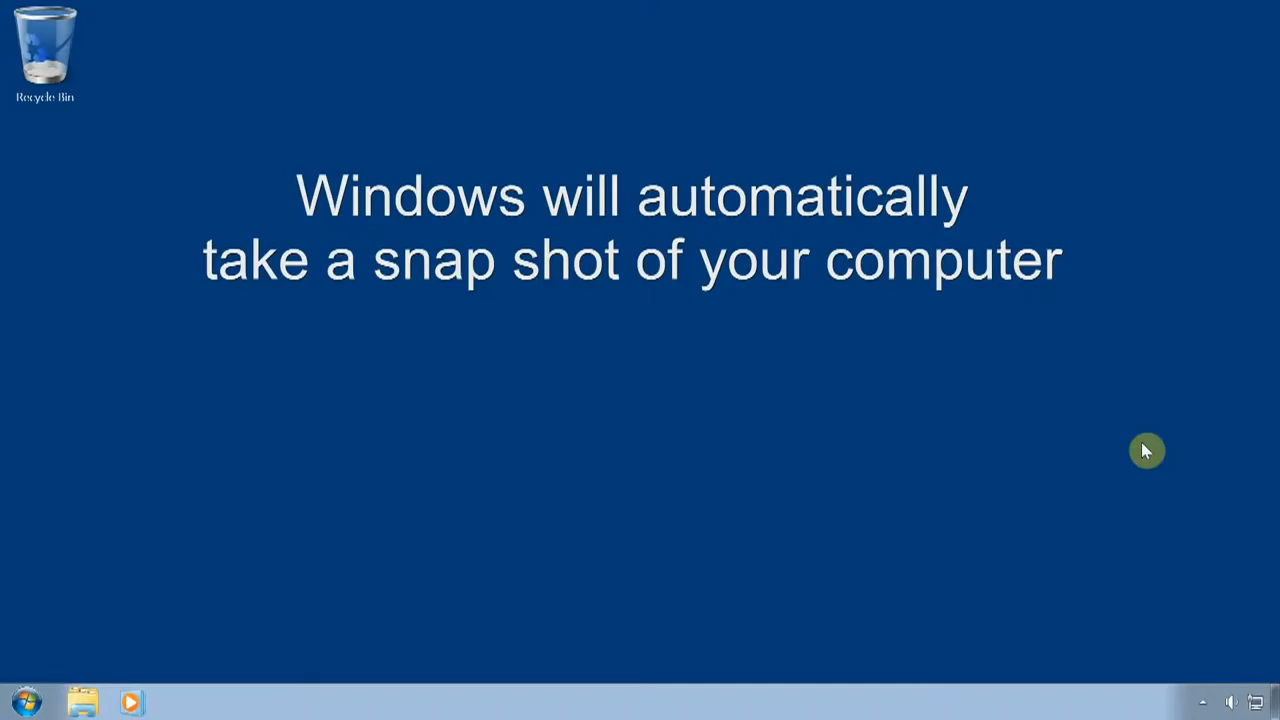 Recycle Bin
Windows will automatically
take a snap shot of your computer